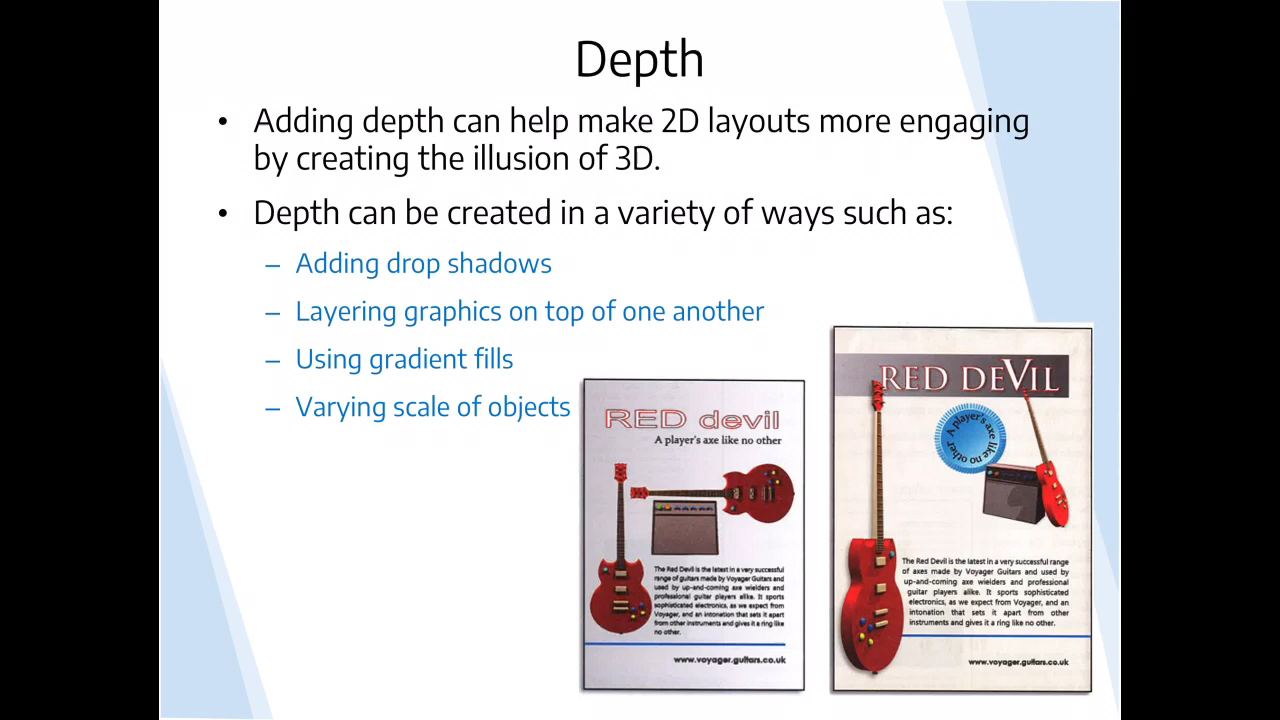 Depth
• Adding depth can help make 2D layouts more engaging
by creating the illusion of 3D.
• Depth can be created in a variety of ways such as:
– Adding drop shadows
– Layering graphics on top of one another
– Using gradient fills
– Varying scale of objects
RED devil
A player's axe like no other
The Red Devil is the latest in a very successful
range of guitars made by Voyager Guitars and
used by up-and-coming axe wielders and
professional guitar players alike. It sports
sophisticated electronics, as we expect from
Voyager, and an intonation that sets it apart
from other instruments and gives it a ring like
no other.
www.voyager.guitars.co.uk
RED DEVIL
A player's axe like no other
The Red Devil is the latest in a very successful range
of axes made by Voyager Guitars and used by
up-and-coming axe wielders and professional
guitar players alike. It sports sophisticated
electronics, as we expect from Voyager, and an
intonation that sets it apart from other
instruments and gives it a ring like no other.
www.voyager.guitars.co.uk